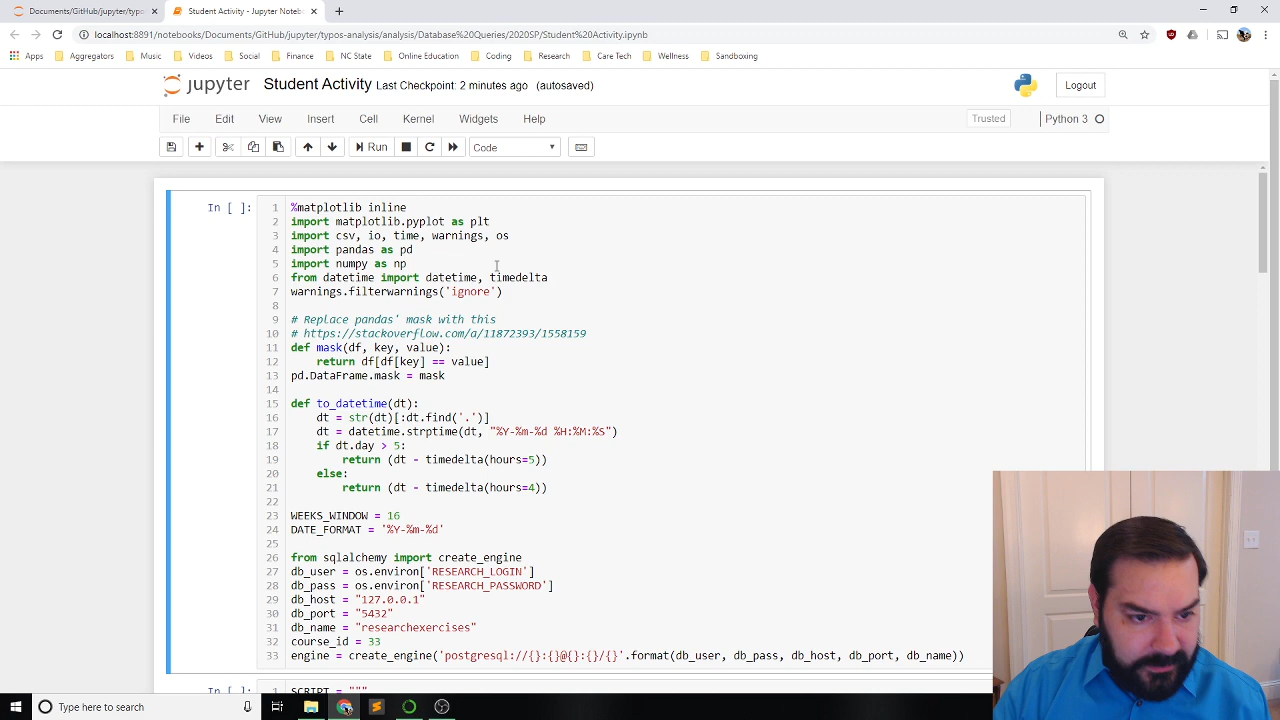 Documents/GitHub/jupyter/typo
Student Activity - Jupyter Noteb
localhost:8891/notebooks/Documents/GitHub/jupyter/typos-analysis/analysis/Database%20Queries/2020SP/Student%20Activity.ipynb
Apps Aggregators Music Videos Social Finances NC State Online Education Coding Research Care Tech Wellness Sandboxing
jupyter Student Activity Last Checkpoint: 2 minutes ago (autosaved) Logout
File Edit View Insert Cell Kernel Widgets Help Trusted Python 3
Run Code
In [ ]:
1 %matplotlib inline
2 import matplotlib.pyplot as plt
3 import csv, io, time, warnings, os
4 import pandas as pd
5 import numpy as np
6 from datetime import datetime, timedelta
7 warnings.filterwarnings('ignore')
8
9 # Replace pandas' mask with this
10 # https://stackoverflow.com/a/11872393/1558159
11 def mask(df, key, value):
12 return df[df[key] == value]
13 pd.DataFrame.mask = mask
14
15 def to_datetime(dt):
16 dt = str(dt)[:dt.find('.')]
17 dt = datetime.strptime(dt, "%Y-%m-%d %H:%M:%S")
18 if dt.day > 5:
19 return (dt - timedelta(hours=5))
20 else:
21 return (dt - timedelta(hours=4))
22
23 WEEKS_WINDOW = 16
24 DATE_FORMAT = '%Y-%m-%d'
25
26 from sqlalchemy import create_engine
27 db_user = os.environ['RESEARCH_LOGIN']
28 db_pass = os.environ['RESEARCH_PASSWORD']
29 db_host = "127.0.0.1"
30 db_port = "5432"
31 db_name = "researchexercises"
32 course_id = 33
33 engine = create_engine('postgresql://{}:{}@{}:{}/{}'.format(db_user, db_pass, db_host, db_port, db_name))
In [ ]: 1 SCRIPT = """
Type here to search